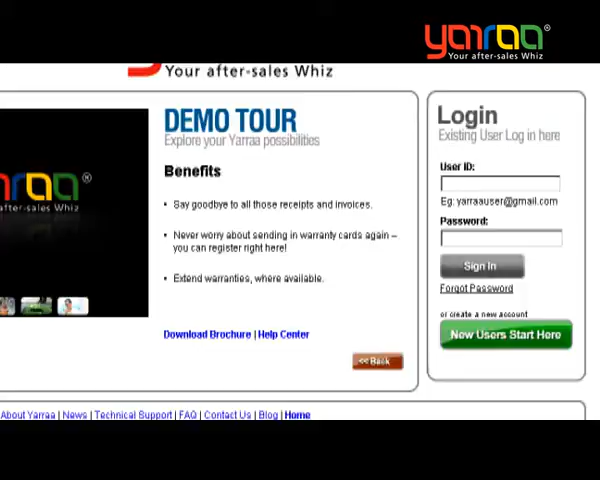 yarraa®
Your after-sales Whiz
Your after-sales Whiz
DEMO TOUR
Explore your Yarraa possibilities
Benefits
• Say goodbye to all those receipts and invoices.
• Never worry about sending in warranty cards again –
you can register right here!
• Extend warranties, where available.
Download Brochure | Help Center
<< Back
rraa®
after-sales Whiz
Login
Existing User Log in here
User ID:
Eg: yarraauser@gmail.com
Password:
Sign In
Forgot Password
or create a new account
New Users Start Here
About Yarraa | News | Technical Support | FAQ | Contact Us | Blog | Home